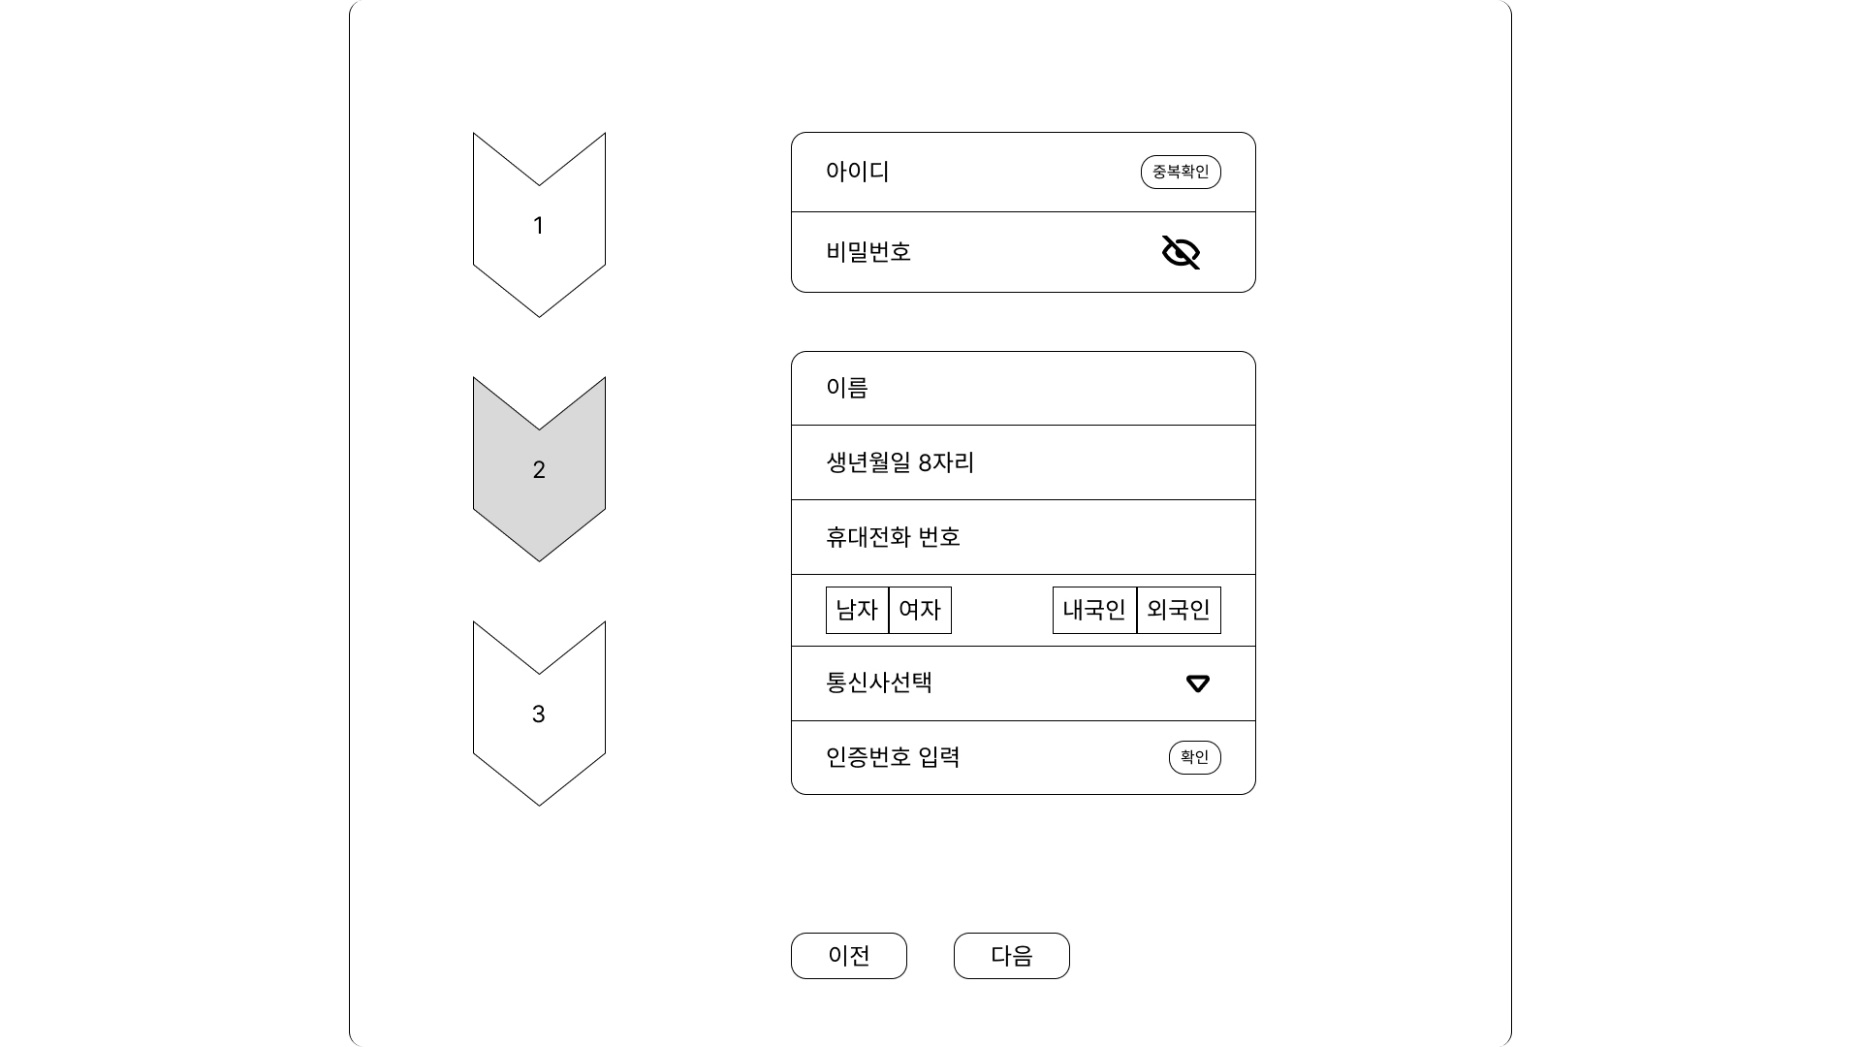 1
2
3
아이디 중복확인
비밀번호
이름
생년월일 8자리
휴대전화 번호
남자 여자 내국인 외국인
통신사선택
인증번호 입력 확인
이전 다음